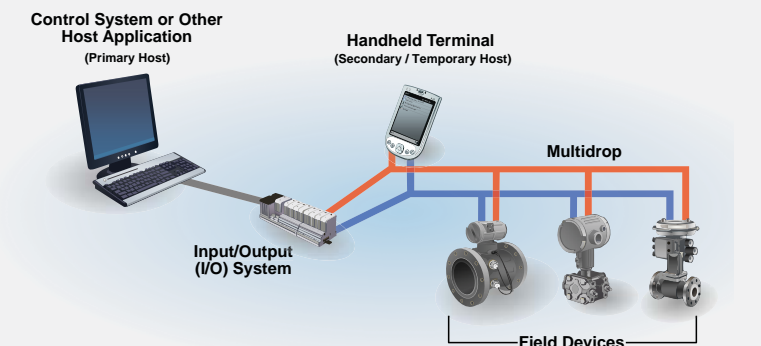 Control System or Other
Host Application
(Primary Host)
Handheld Terminal
(Secondary / Temporary Host)
Multidrop
Input/Output
(I/O) System
Field Devices